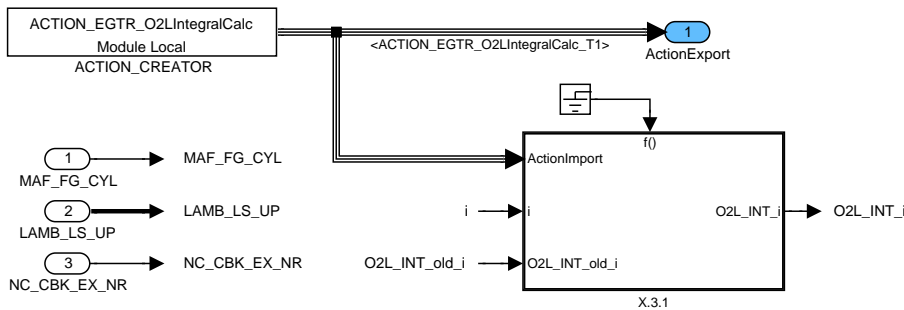 ACTION_EGTR_O2LIntegralCalc
Module Local
ACTION_CREATOR
<ACTION_EGTR_O2LIntegralCalc_T1>
1
ActionExport
f()
ActionImport
1
MAF_FG_CYL
MAF_FG_CYL
2
LAMB_LS_UP
LAMB_LS_UP
i
i
O2L_INT_i
O2L_INT_i
3
NC_CBK_EX_NR
NC_CBK_EX_NR
O2L_INT_old_i
O2L_INT_old_i
X.3.1